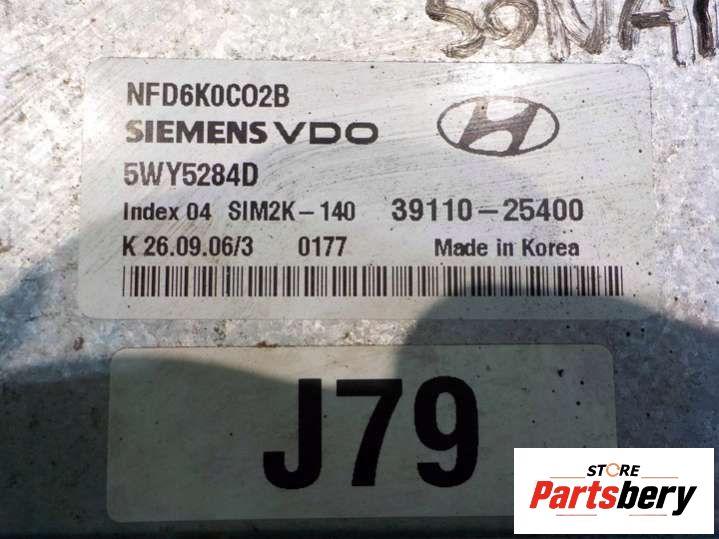 SONAT
NFD6K0C02B
SIEMENS VDO
5WY5284D
Index 04 SIM2K-140 39110-25400
K 26.09.06/3 0177 Made in Korea
J79
STORE
Partsbery